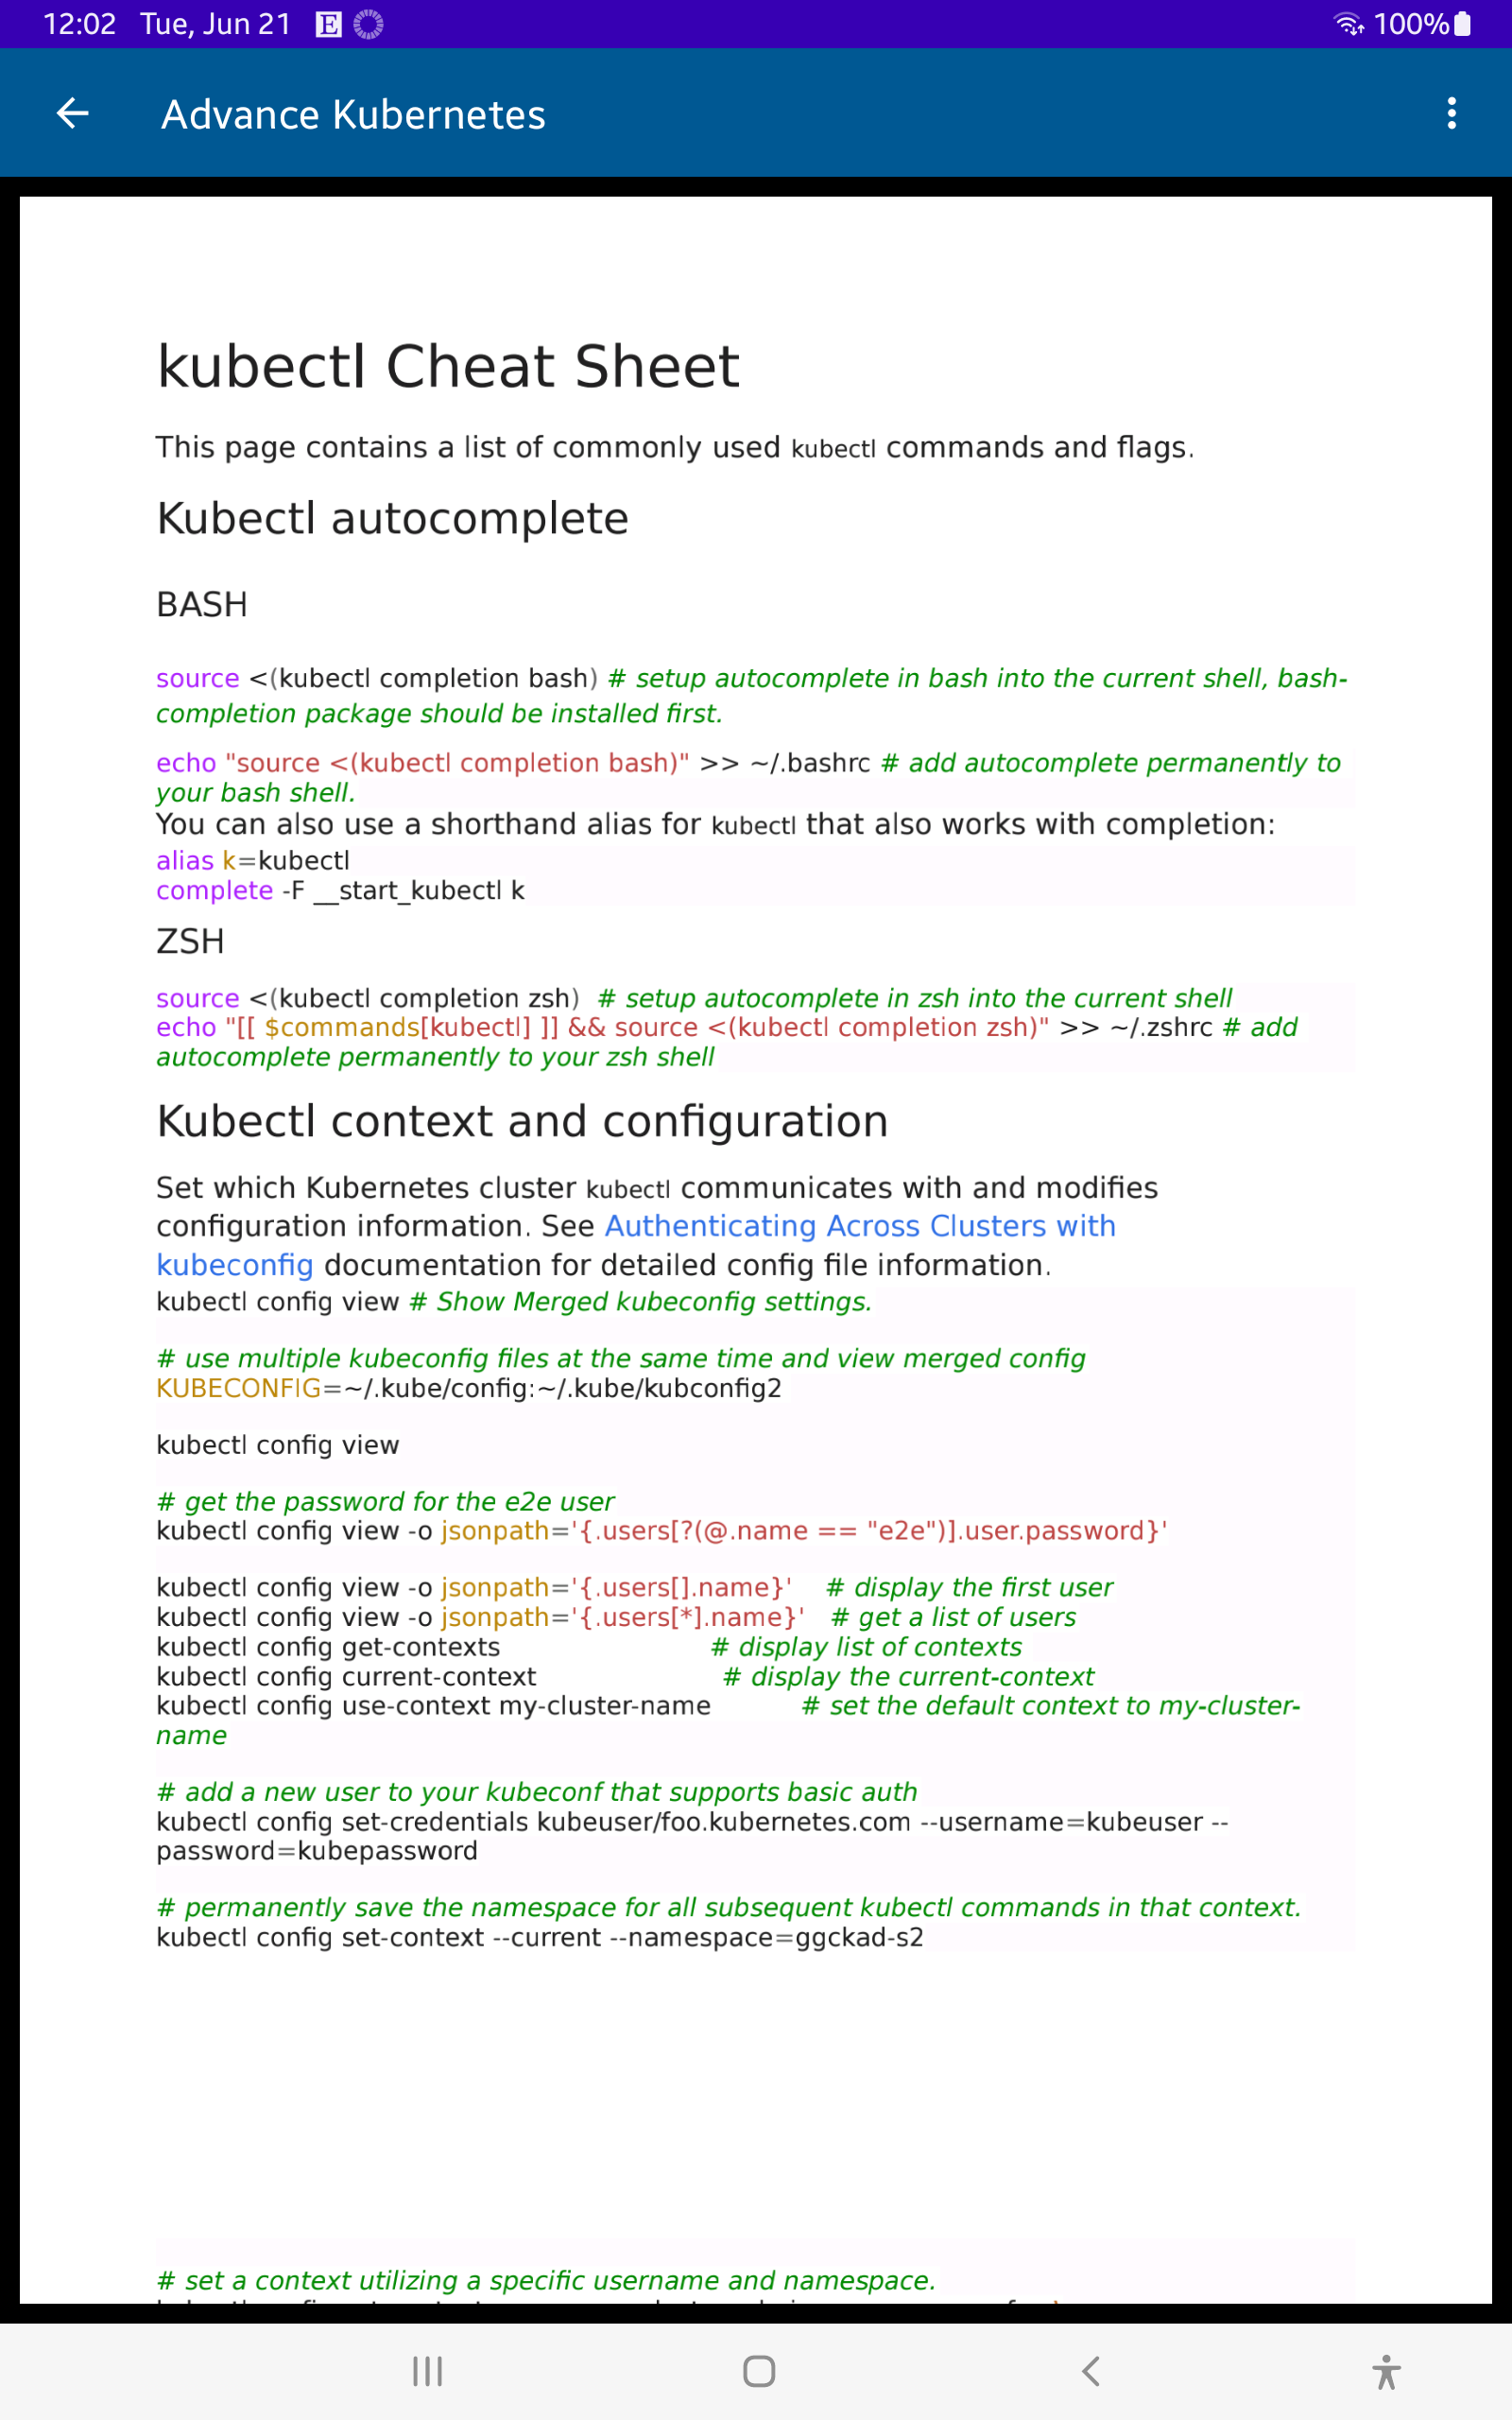 12:02 Tue, Jun 21 E 100%
Advance Kubernetes
kubectl Cheat Sheet
This page contains a list of commonly used kubectl commands and flags.
Kubectl autocomplete
BASH
source <(kubectl completion bash) # setup autocomplete in bash into the current shell, bash-
completion package should be installed first.
echo "source <(kubectl completion bash)" >> ~/.bashrc # add autocomplete permanently to
your bash shell.
You can also use a shorthand alias for kubectl that also works with completion:
alias k=kubectl
complete -F __start_kubectl k
ZSH
source <(kubectl completion zsh)  # setup autocomplete in zsh into the current shell
echo "[[ $commands[kubectl] ]] && source <(kubectl completion zsh)" >> ~/.zshrc # add
autocomplete permanently to your zsh shell
Kubectl context and configuration
Set which Kubernetes cluster kubectl communicates with and modifies
configuration information. See Authenticating Across Clusters with
kubeconfig documentation for detailed config file information.
kubectl config view # Show Merged kubeconfig settings.
# use multiple kubeconfig files at the same time and view merged config
KUBECONFIG=~/.kube/config:~/.kube/kubconfig2
kubectl config view
# get the password for the e2e user
kubectl config view -o jsonpath='{.users[?(@.name == "e2e")].user.password}'
kubectl config view -o jsonpath='{.users[].name}'    # display the first user
kubectl config view -o jsonpath='{.users[*].name}'   # get a list of users
kubectl config get-contexts                          # display list of contexts
kubectl config current-context                       # display the current-context
kubectl config use-context my-cluster-name           # set the default context to my-cluster-
name
# add a new user to your kubeconf that supports basic auth
kubectl config set-credentials kubeuser/foo.kubernetes.com --username=kubeuser --
password=kubepassword
# permanently save the namespace for all subsequent kubectl commands in that context.
kubectl config set-context --current --namespace=ggckad-s2
# set a context utilizing a specific username and namespace.